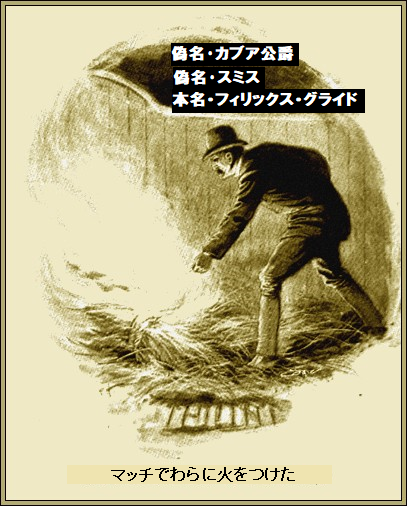 偽名・カブア公爵
偽名・スミス
本名・フィリックス・グライド
マッチでわらに火をつけた